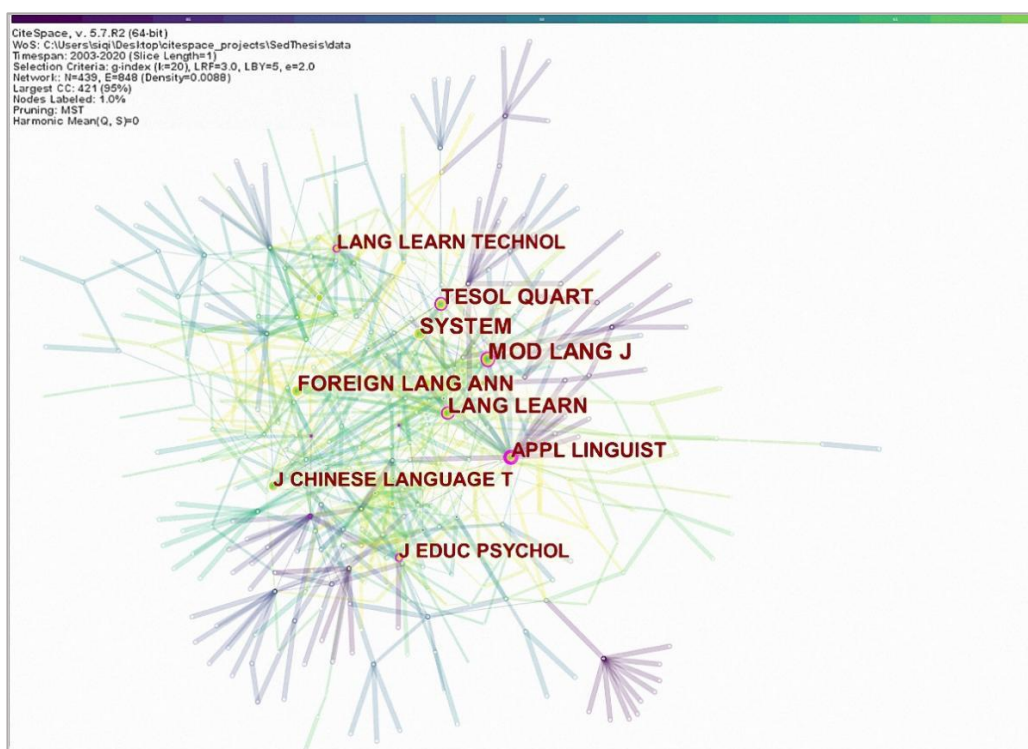 CiteSpace, v. 5.7.R2 (64-bit)
WoS: C:\Users\siqi\Desktop\citespace_projects\SedThesis\data
Timespan: 2003-2020 (Slice Length=1)
Selection Criteria: g-index (k=20), LRF=3.0, LBY=5, e=2.0
Network: N=439, E=848 (Density=0.0088)
Largest CC: 421 (95%)
Nodes Labeled: 1.0%
Pruning: MST
Harmonic Mean(Q, S)=0
LANG LEARN TECHNOL
TESOL QUART
SYSTEM
MOD LANG J
FOREIGN LANG ANN
LANG LEARN
APPL LINGUIST
J CHINESE LANGUAGE T
J EDUC PSYCHOL